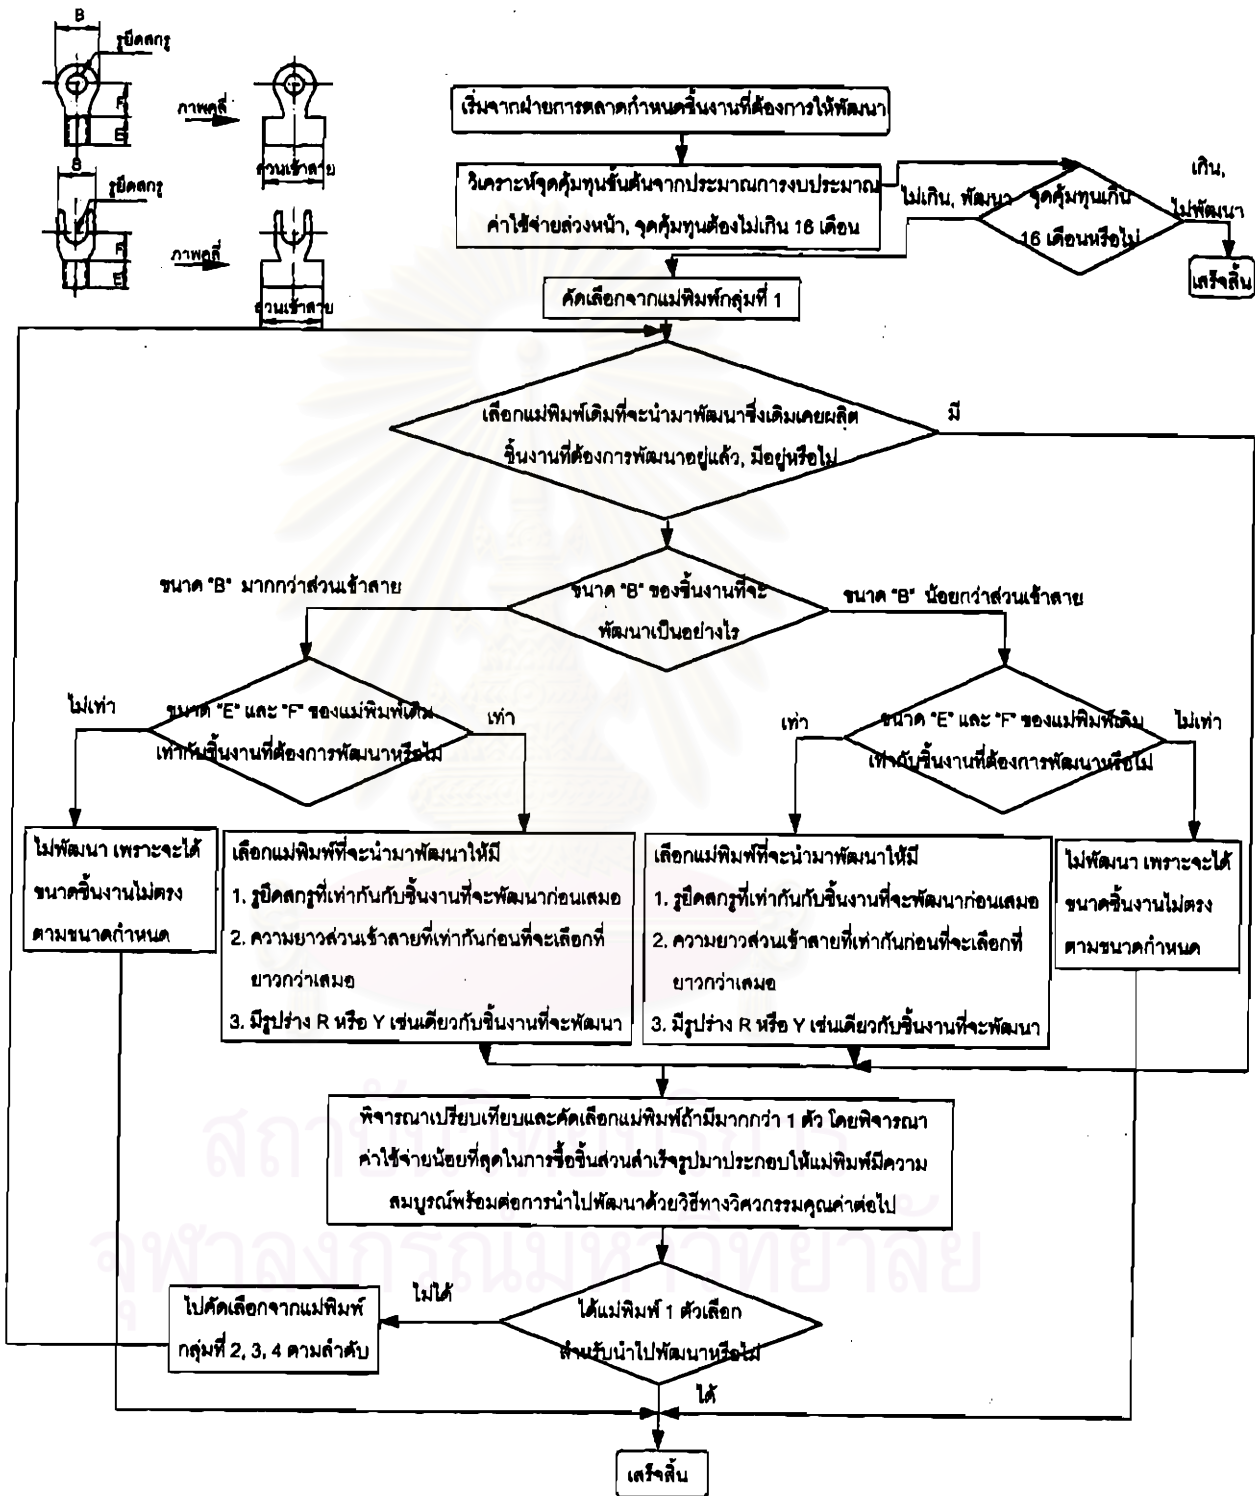 B
รูยึดสกรู
F
E
ภาพคลี่
ส่วนเข้าสาย
B
รูยึดสกรู
F
E
ภาพคลี่
ส่วนเข้าสาย
เริ่มจากฝ่ายการตลาดกำหนดชิ้นงานที่ต้องการให้พัฒนา
วิเคราะห์จุดคุ้มทุนขั้นต้นจากประมาณการงบประมาณ
ค่าใช้จ่ายล่วงหน้า, จุดคุ้มทุนต้องไม่เกิน 16 เดือน
ไม่เกิน, พัฒนา
จุดคุ้มทุนเกิน
16 เดือนหรือไม่
เกิน,
ไม่พัฒนา
เสร็จสิ้น
คัดเลือกจากแม่พิมพ์กลุ่มที่ 1
เลือกแม่พิมพ์เดิมที่จะนำมาพัฒนาซึ่งเดิมเคยผลิต
ชิ้นงานที่ต้องการพัฒนาอยู่แล้ว, มีอยู่หรือไม่
มี
ขนาด "B" มากกว่าส่วนเข้าสาย
ขนาด "B" ของชิ้นงานที่จะ
พัฒนาเป็นอย่างไร
ขนาด "B" น้อยกว่าส่วนเข้าสาย
ไม่เท่า
ขนาด "E" และ "F" ของแม่พิมพ์เดิม
เท่ากับชิ้นงานที่ต้องการพัฒนาหรือไม่
เท่า
เท่า
ขนาด "E" และ "F" ของแม่พิมพ์เดิม
เท่ากับชิ้นงานที่ต้องการพัฒนาหรือไม่
ไม่เท่า
ไม่พัฒนา เพราะจะได้
ขนาดชิ้นงานไม่ตรง
ตามขนาดกำหนด
เลือกแม่พิมพ์ที่จะนำมาพัฒนาให้มี
1. รูยึดสกรูที่เท่ากันกับชิ้นงานที่จะพัฒนาก่อนเสมอ
2. ความยาวส่วนเข้าสายที่เท่ากันก่อนที่จะเลือกที่
ยาวกว่าเสมอ
3. มีรูปร่าง R หรือ Y เช่นเดียวกับชิ้นงานที่จะพัฒนา
เลือกแม่พิมพ์ที่จะนำมาพัฒนาให้มี
1. รูยึดสกรูที่เท่ากันกับชิ้นงานที่จะพัฒนาก่อนเสมอ
2. ความยาวส่วนเข้าสายที่เท่ากันก่อนที่จะเลือกที่
ยาวกว่าเสมอ
3. มีรูปร่าง R หรือ Y เช่นเดียวกับชิ้นงานที่จะพัฒนา
ไม่พัฒนา เพราะจะได้
ขนาดชิ้นงานไม่ตรง
ตามขนาดกำหนด
พิจารณาเปรียบเทียบและคัดเลือกแม่พิมพ์ถ้ามีมากกว่า 1 ตัว โดยพิจารณา
ค่าใช้จ่ายน้อยที่สุดในการซื้อชิ้นส่วนสำเร็จรูปมาประกอบให้แม่พิมพ์มีความ
สมบูรณ์พร้อมต่อการนำไปพัฒนาด้วยวิธีทางวิศวกรรมคุณค่าต่อไป
สถาบันวิทยบริการ
จุฬาลงกรณ์มหาวิทยาลัย
ไปคัดเลือกจากแม่พิมพ์
กลุ่มที่ 2, 3, 4 ตามลำดับ
ไม่ได้
ได้แม่พิมพ์ 1 ตัวเลือก
สำหรับนำไปพัฒนาหรือไม่
ได้
เสร็จสิ้น